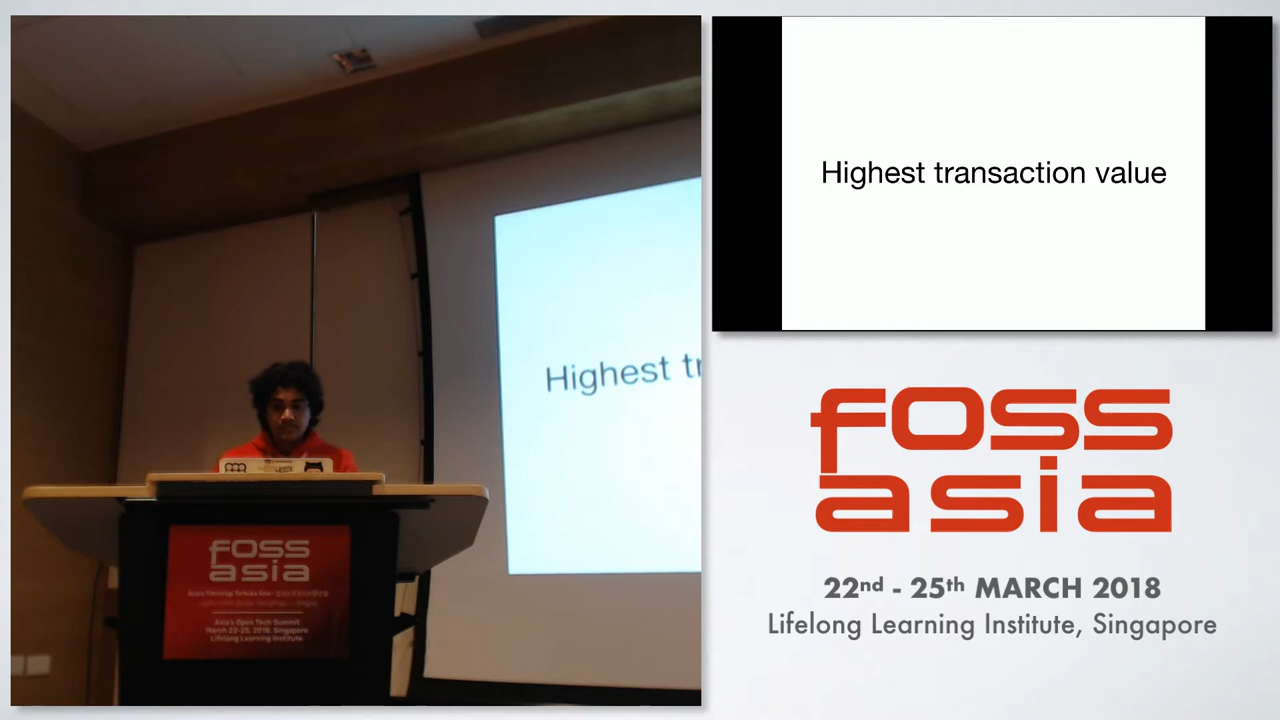 Highest transaction value
Highest tr
foss
asia
Asia's Open Tech Summit
March 22-25, 2018, Singapore
Lifelong Learning Institute
foss
asia
22nd - 25th MARCH 2018
Lifelong Learning Institute, Singapore